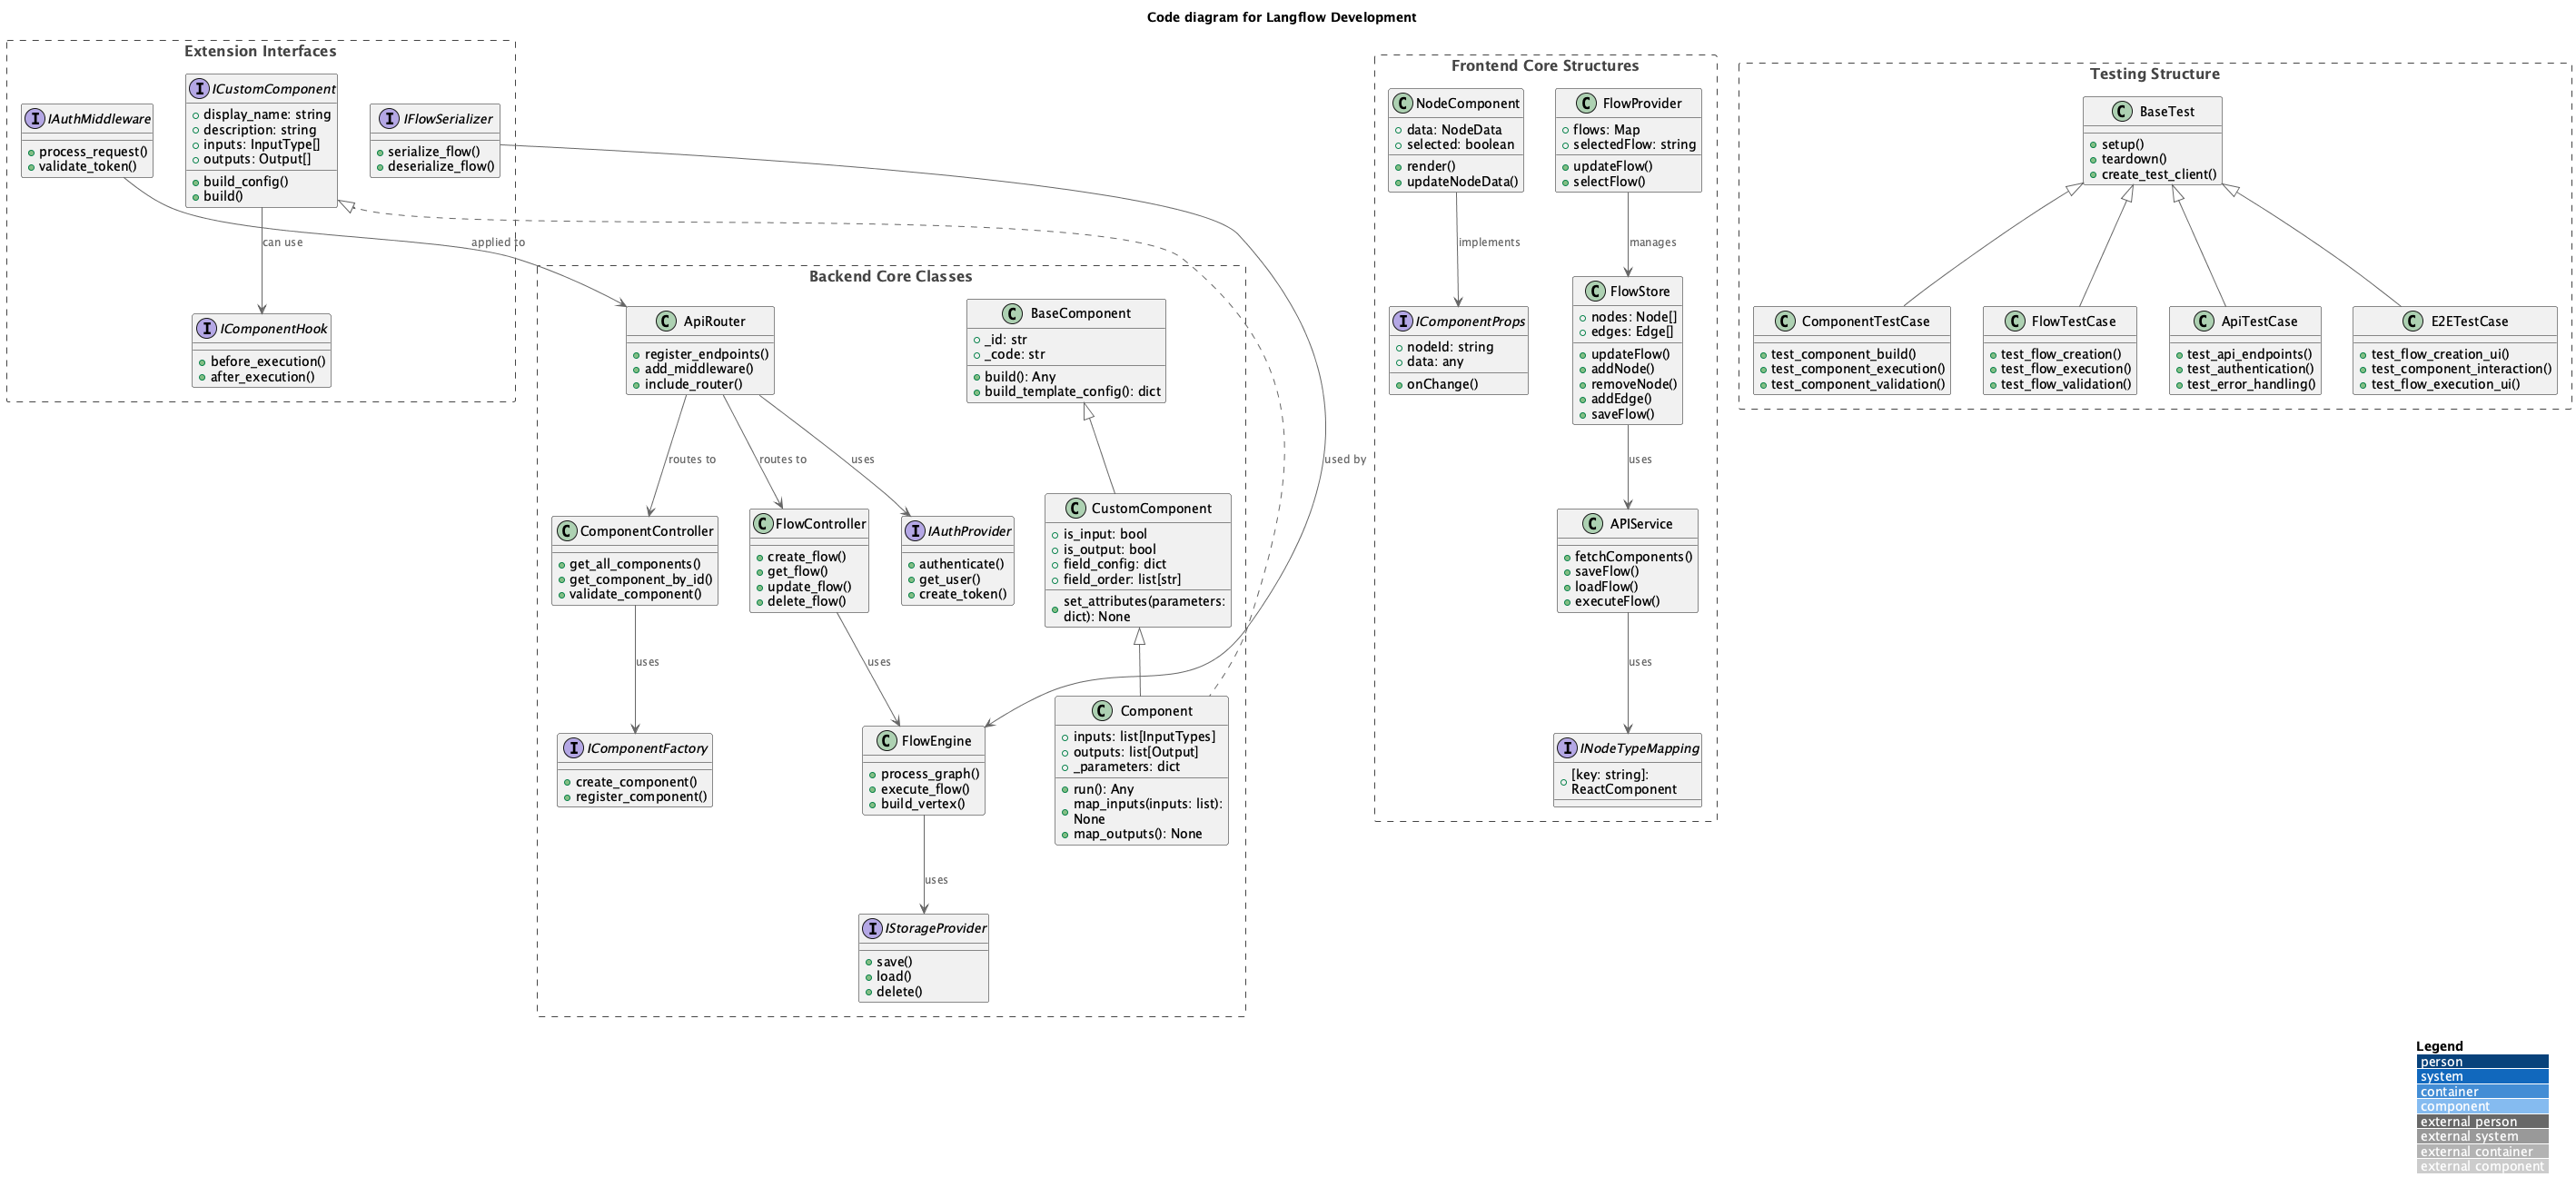 Code diagram for Langflow Development
Extension Interfaces
I IAuthMiddleware
process_request()
validate_token()
I ICustomComponent
display_name: string
description: string
inputs: InputType[]
outputs: Output[]
build_config()
build()
I IFlowSerializer
serialize_flow()
deserialize_flow()
can use
applied to
I IComponentHook
before_execution()
after_execution()
Backend Core Classes
C ApiRouter
register_endpoints()
add_middleware()
include_router()
C BaseComponent
_id: str
_code: str
build(): Any
build_template_config(): dict
routes to
routes to
uses
used by
C ComponentController
get_all_components()
get_component_by_id()
validate_component()
C FlowController
create_flow()
get_flow()
update_flow()
delete_flow()
I IAuthProvider
authenticate()
get_user()
create_token()
C CustomComponent
is_input: bool
is_output: bool
field_config: dict
field_order: list[str]
set_attributes(parameters:
dict): None
uses
uses
I IComponentFactory
create_component()
register_component()
C FlowEngine
process_graph()
execute_flow()
build_vertex()
C Component
inputs: list[InputTypes]
outputs: list[Output]
_parameters: dict
run(): Any
map_inputs(inputs: list):
None
map_outputs(): None
uses
I IStorageProvider
save()
load()
delete()
Frontend Core Structures
C NodeComponent
data: NodeData
selected: boolean
render()
updateNodeData()
C FlowProvider
flows: Map
selectedFlow: string
updateFlow()
selectFlow()
implements
manages
I IComponentProps
nodeId: string
data: any
onChange()
C FlowStore
nodes: Node[]
edges: Edge[]
updateFlow()
addNode()
removeNode()
addEdge()
saveFlow()
uses
C APIService
fetchComponents()
saveFlow()
loadFlow()
executeFlow()
uses
I INodeTypeMapping
[key: string]:
ReactComponent
Testing Structure
C BaseTest
setup()
teardown()
create_test_client()
C ComponentTestCase
test_component_build()
test_component_execution()
test_component_validation()
C FlowTestCase
test_flow_creation()
test_flow_execution()
test_flow_validation()
C ApiTestCase
test_api_endpoints()
test_authentication()
test_error_handling()
C E2ETestCase
test_flow_creation_ui()
test_component_interaction()
test_flow_execution_ui()
Legend
person
system
container
component
external person
external system
external container
external component